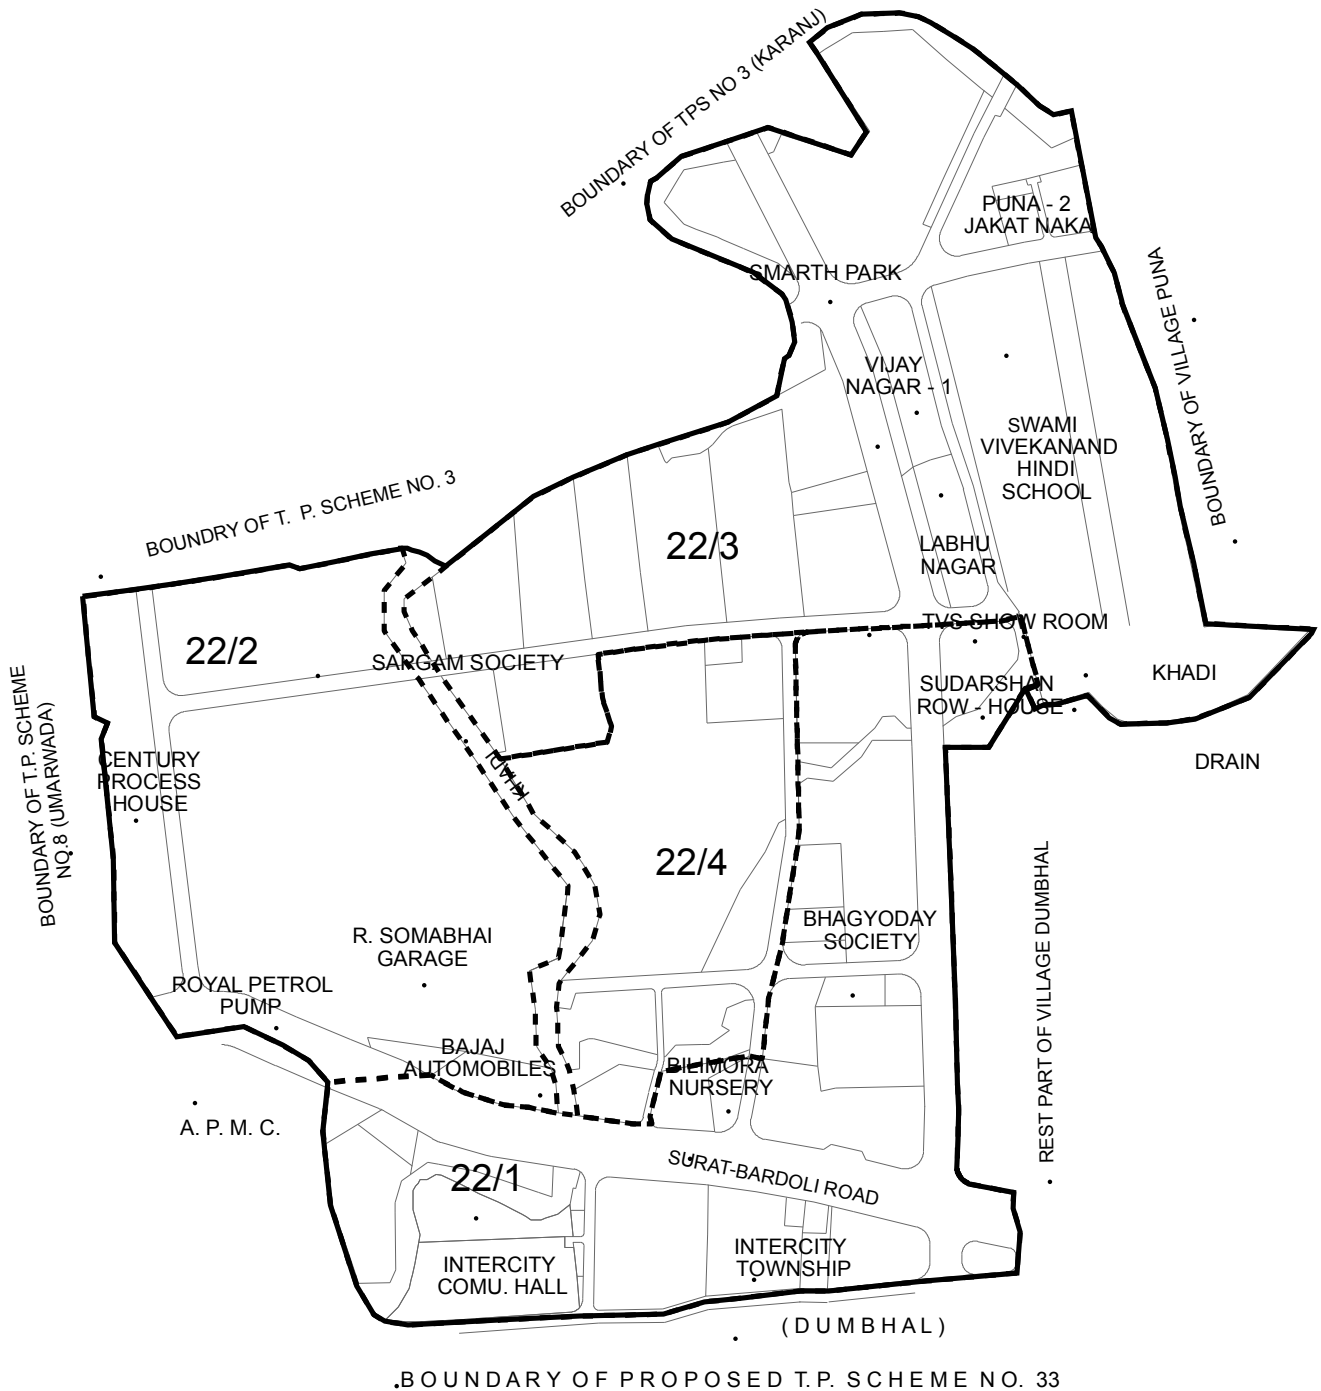 BOUNDARY OF TPS NO 3 (KARANJ)
PUNA - 2
JAKAT NAKA
SMARTH PARK
BOUNDARY OF VILLAGE PUNA
VIJAY
NAGAR - 1
SWAMI
VIVEKANAND
HINDI
SCHOOL
BOUNDRY OF T. P. SCHEME NO. 3
22/3
LABHU
NAGAR
TVS SHOW ROOM
22/2
SARGAM SOCIETY
KHADI
SUDARSHAN
ROW - HOUSE
BOUNDARY OF T.P. SCHEME
NO.8 (UMARWADA)
CENTURY
PROCESS
HOUSE
KHADI
DRAIN
22/4
BHAGYODAY
SOCIETY
REST PART OF VILLAGE DUMBHAL
R. SOMABHAI
GARAGE
ROYAL PETROL
PUMP
BAJAJ
AUTOMOBILES
BILIMORA
NURSERY
A. P. M. C.
22/1
SURAT-BARDOLI ROAD
INTERCITY
COMU. HALL
INTERCITY
TOWNSHIP
( DUMBHAL )
BOUNDARY OF PROPOSED T.P. SCHEME NO. 33